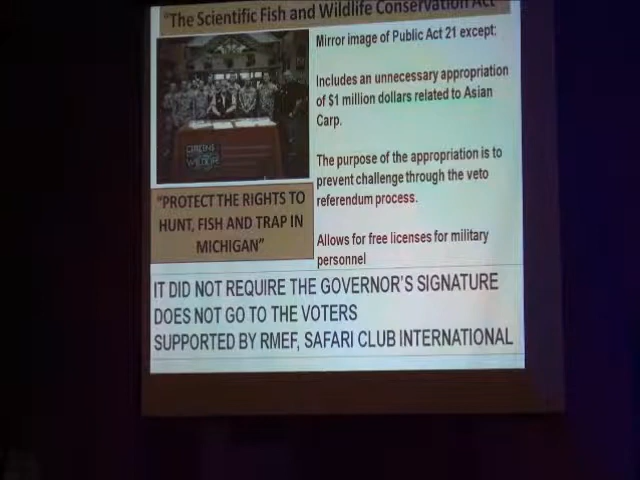 "The Scientific Fish and Wildlife Conservation Act"
Mirror image of Public Act 21 except:
Includes an unnecessary appropriation
of $1 million dollars related to Asian
Carp.
The purpose of the appropriation is to
prevent challenge through the veto
referendum process.
Allows for free licenses for military
personnel
CITIZENS
WILDLIFE
"PROTECT THE RIGHTS TO
HUNT, FISH AND TRAP IN
MICHIGAN"
IT DID NOT REQUIRE THE GOVERNOR'S SIGNATURE
DOES NOT GO TO THE VOTERS
SUPPORTED BY RMEF, SAFARI CLUB INTERNATIONAL